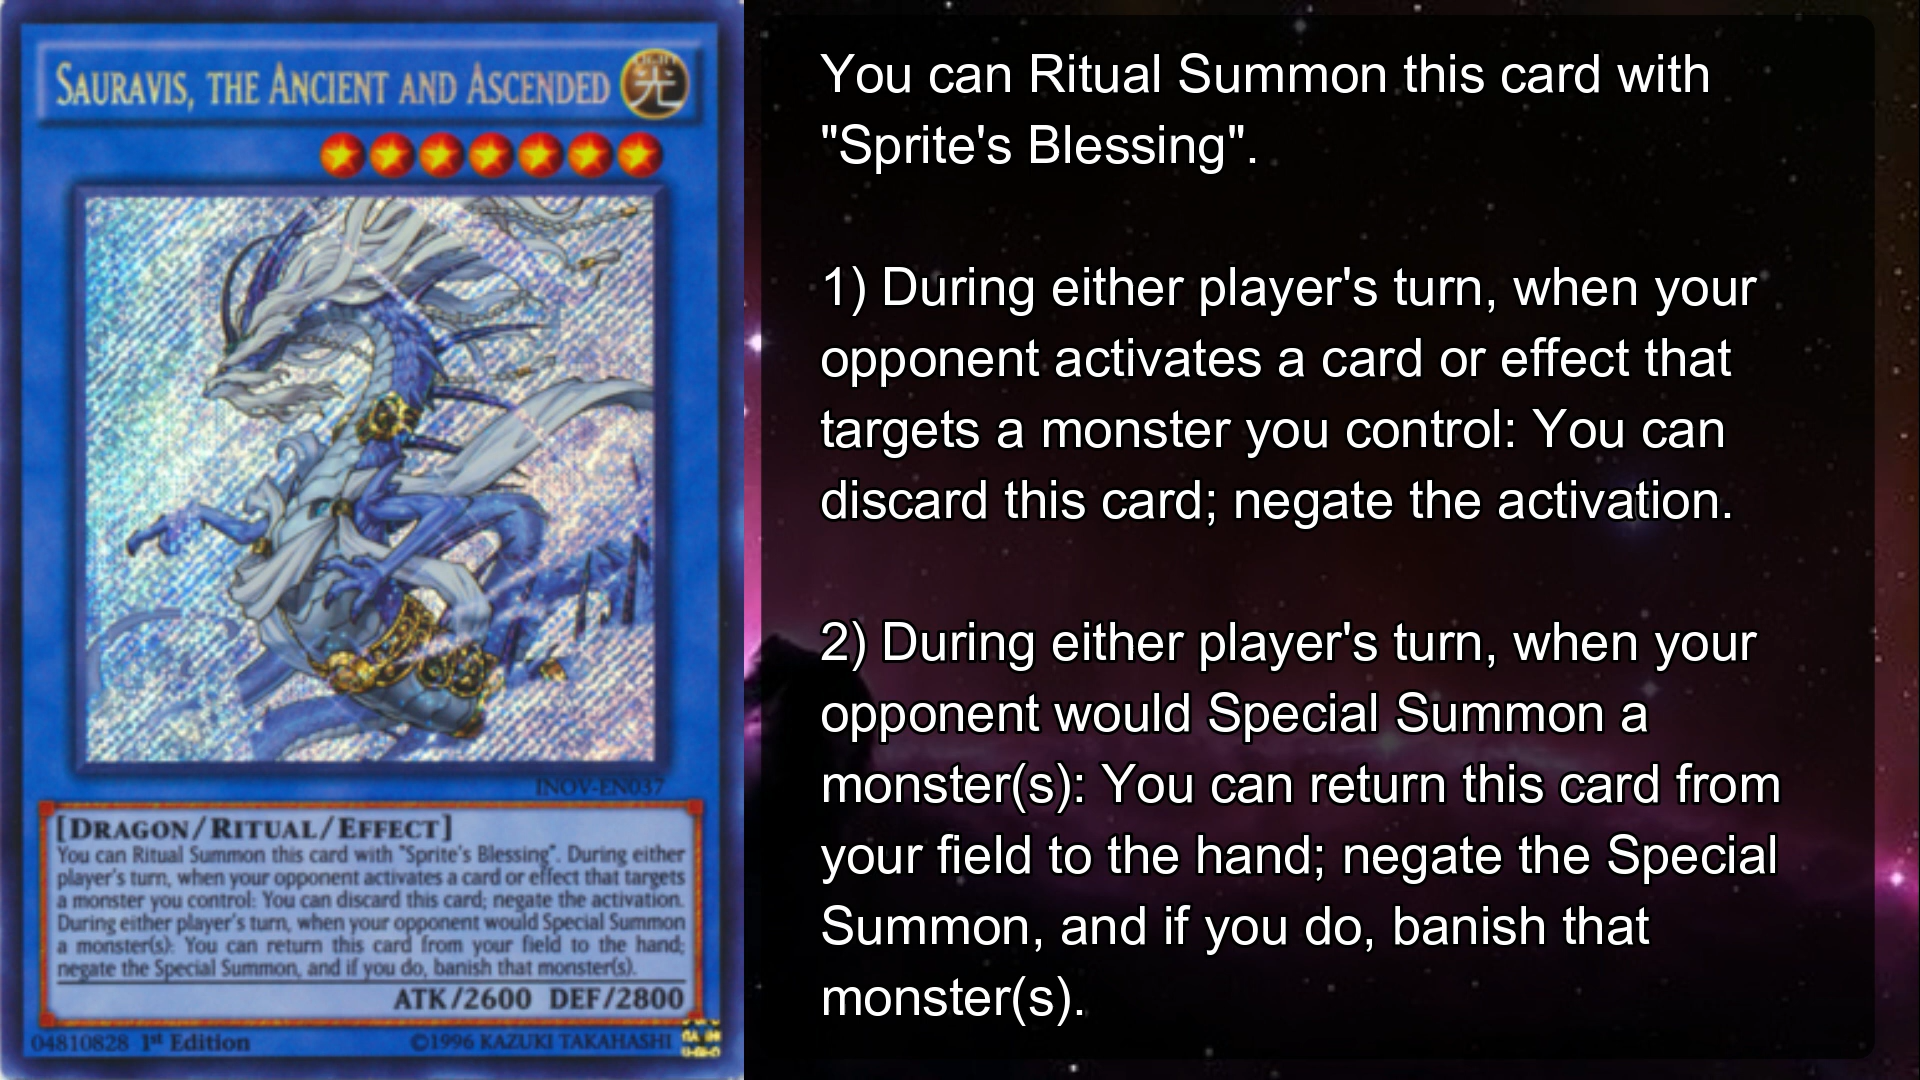 SAURAVIS, THE ANCIENT AND ASCENDED
光
INOV-EN037
[DRAGON/RITUAL/EFFECT]
You can Ritual Summon this card with "Sprite's Blessing". During either
player's turn, when your opponent activates a card or effect that targets
a monster you control: You can discard this card; negate the activation.
During either player's turn, when your opponent would Special Summon
a monster(s): You can return this card from your field to the hand;
negate the Special Summon, and if you do, banish that monster(s).
ATK/2600 DEF/2800
04810828 1st Edition
©1996 KAZUKI TAKAHASHI
You can Ritual Summon this card with
"Sprite's Blessing".
1) During either player's turn, when your
opponent activates a card or effect that
targets a monster you control: You can
discard this card; negate the activation.
2) During either player's turn, when your
opponent would Special Summon a
monster(s): You can return this card from
your field to the hand; negate the Special
Summon, and if you do, banish that
monster(s).